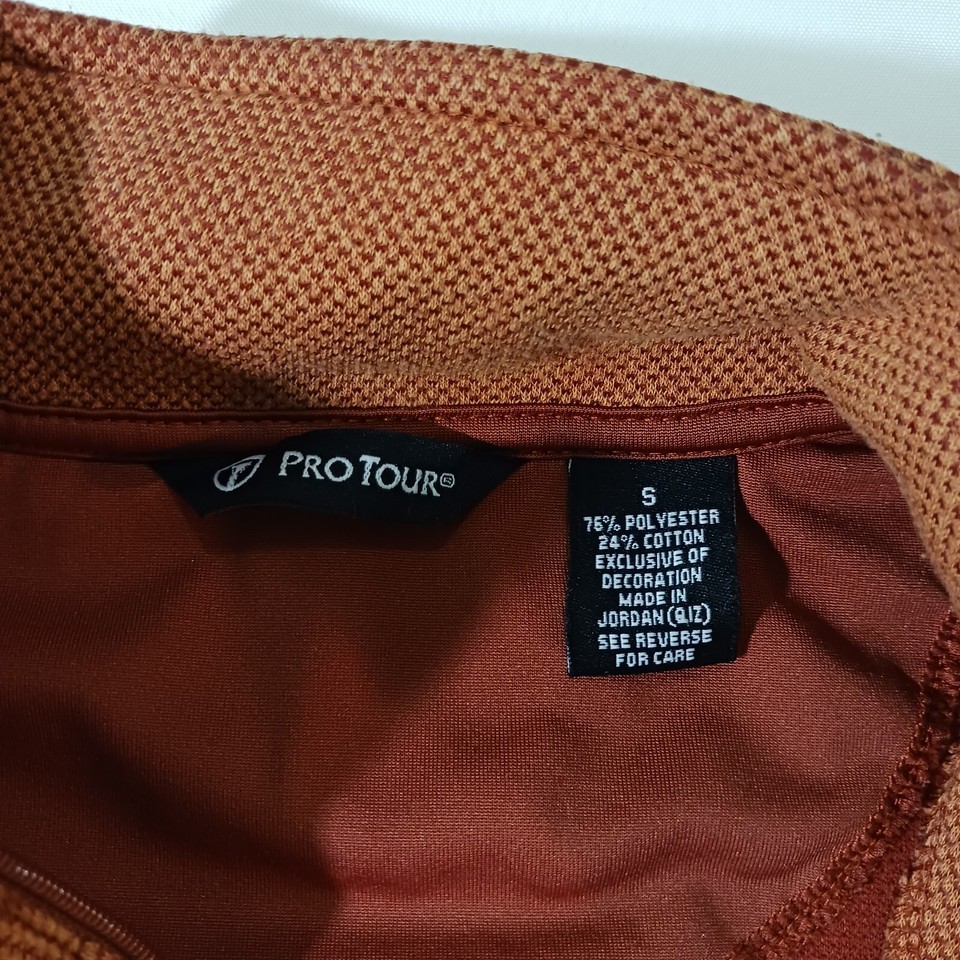 PRO TOUR®
S
76% POLYESTER
24% COTTON
EXCLUSIVE OF
DECORATION
MADE IN
JORDAN (QIZ)
SEE REVERSE
FOR CARE